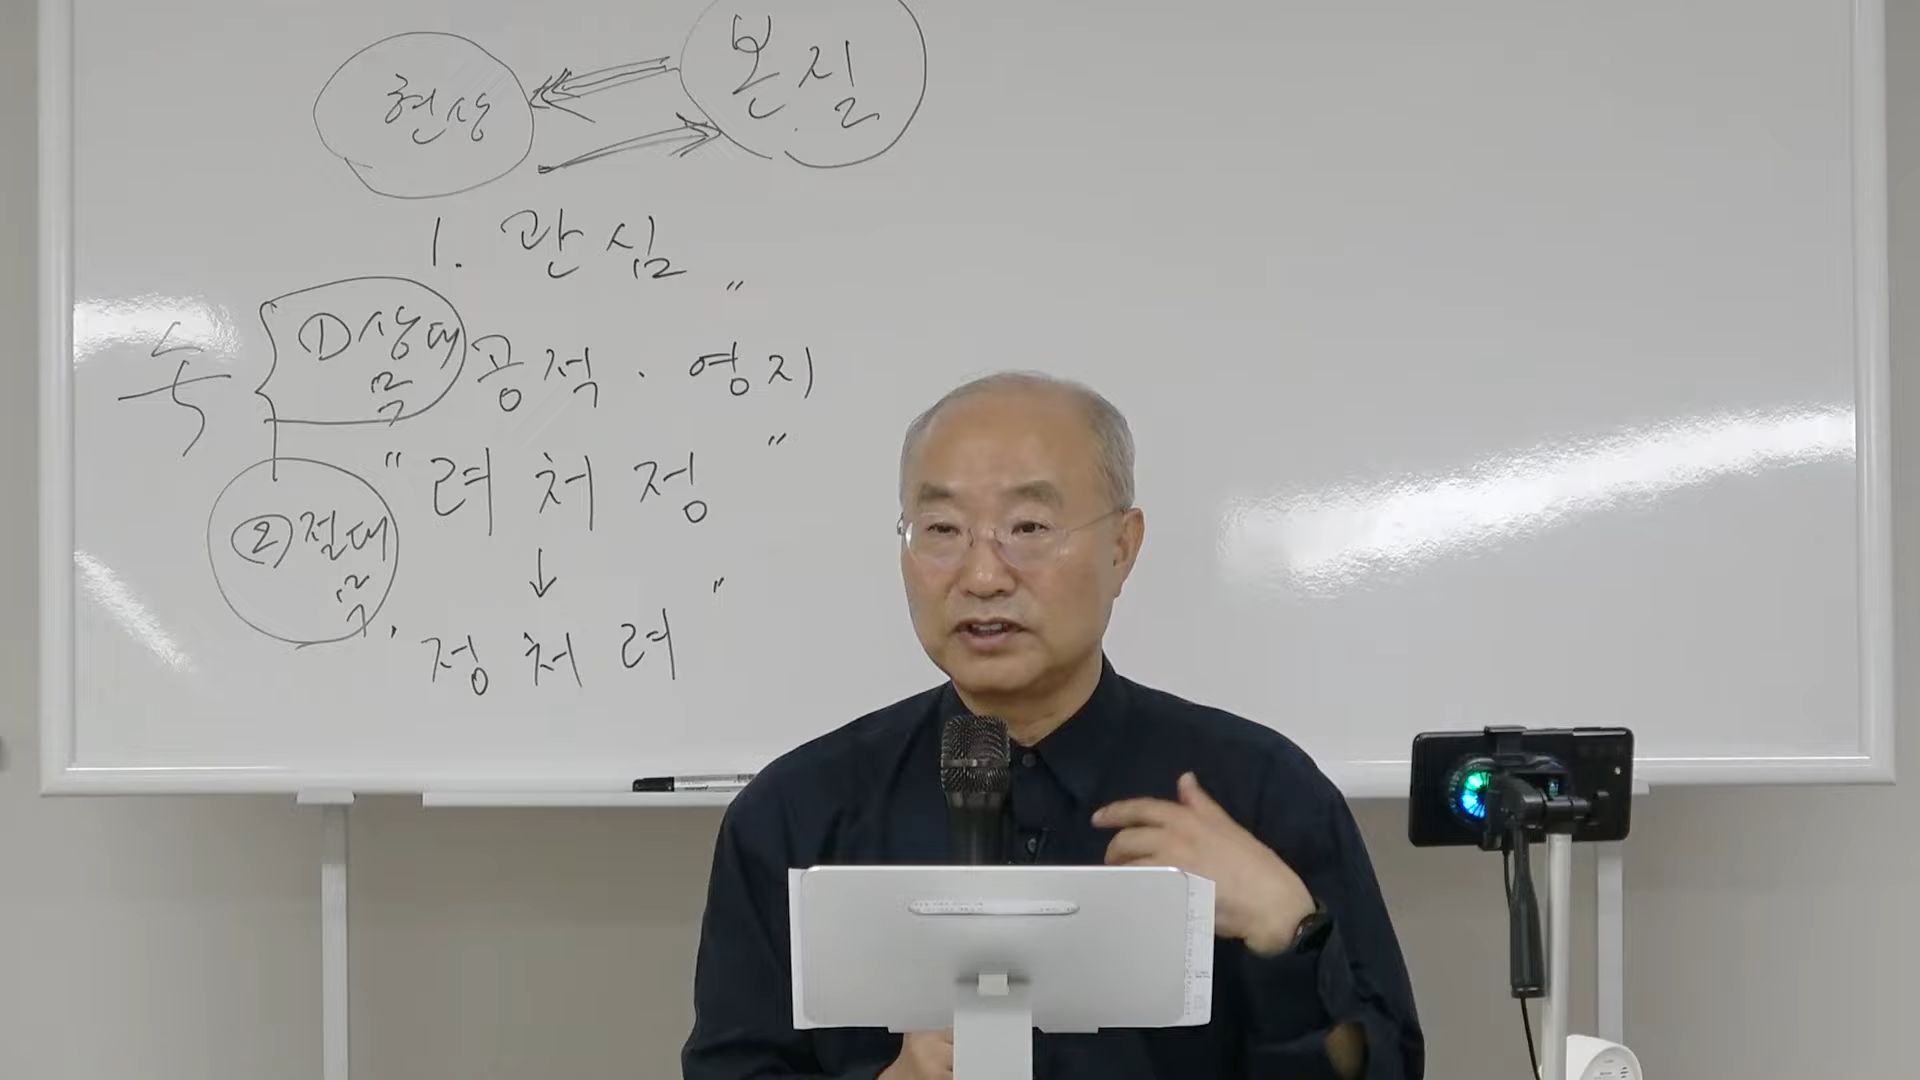 현상 본질
1. 관심 〃
숙 { ① 상대 공적 · 영지
"려처정 〃
② 절대
↓
정처려 〃